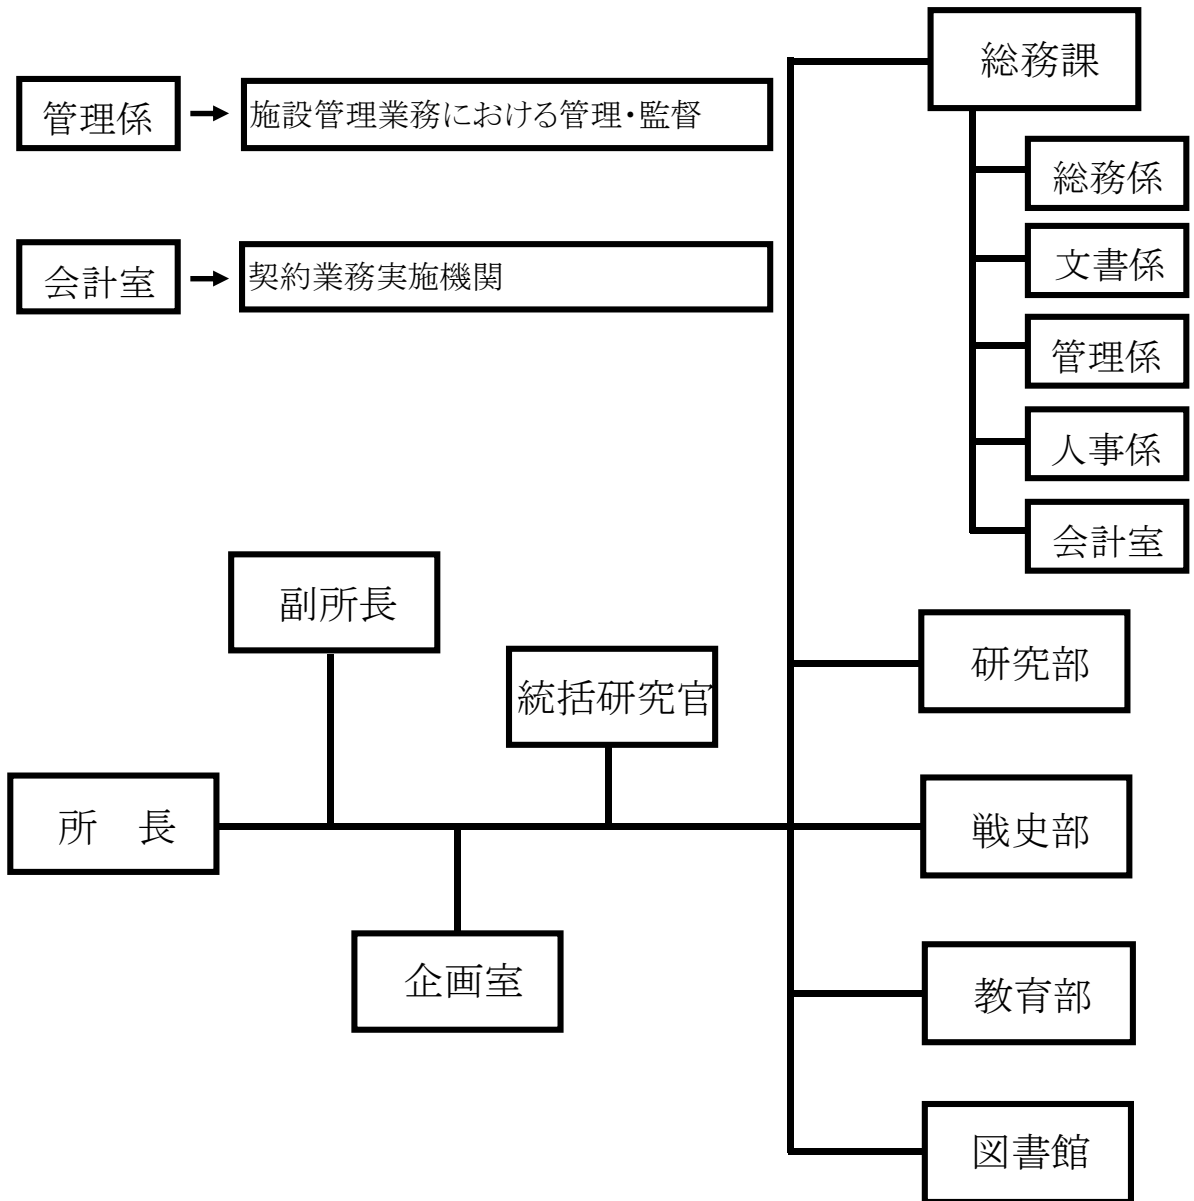 総務課
管理係
施設管理業務における管理・監督
総務係
会計室
契約業務実施機関
文書係
管理係
人事係
会計室
副所長
研究部
統括研究官
所　長
戦史部
企画室
教育部
図書館